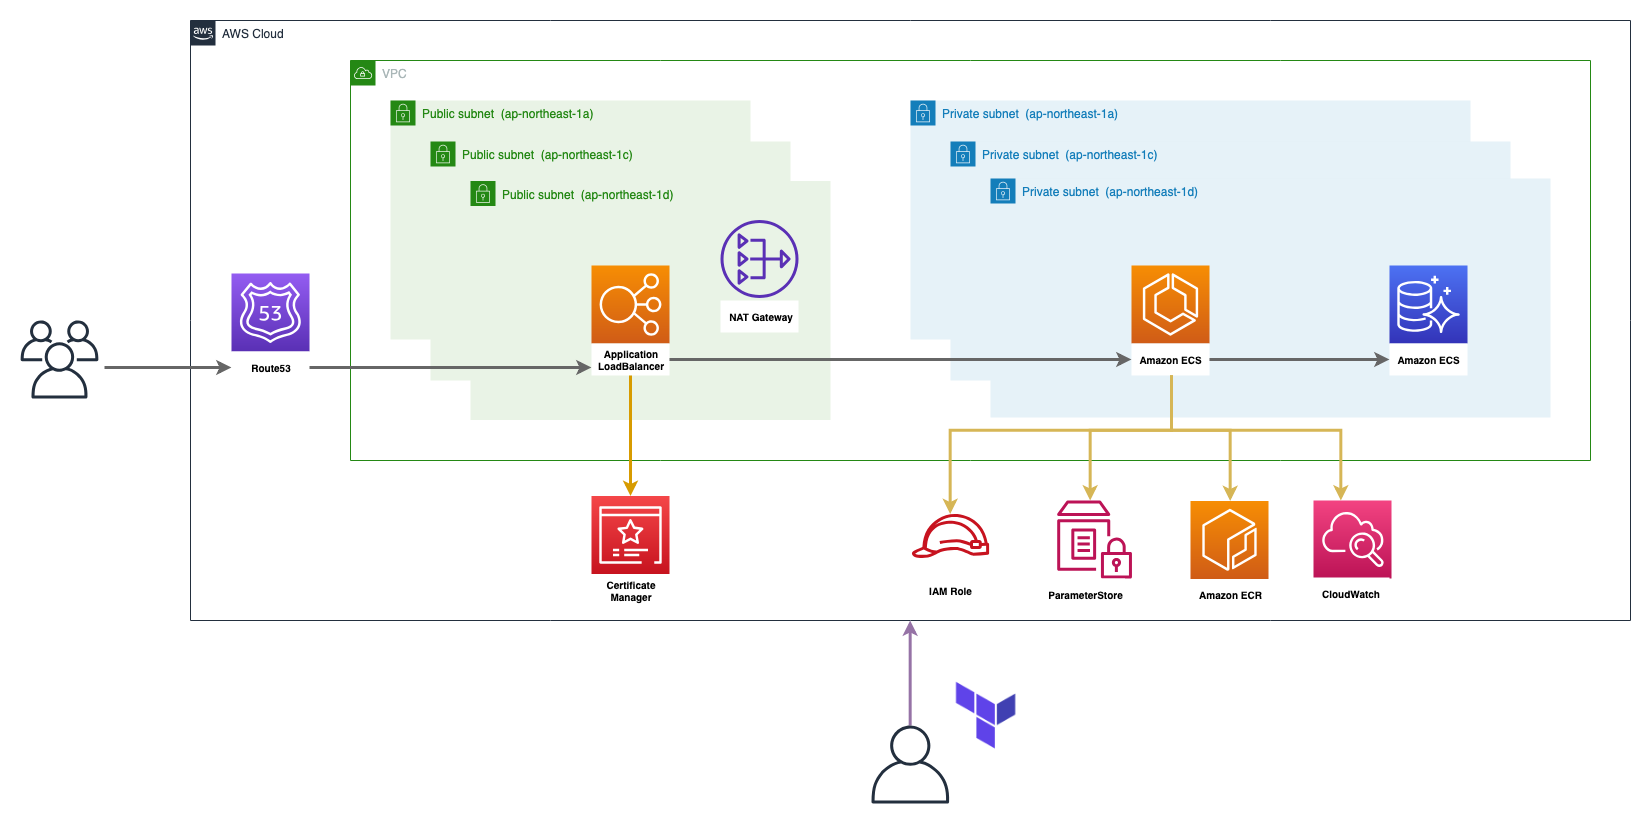 aws
AWS Cloud
VPC
Public subnet (ap-northeast-1a)
Public subnet (ap-northeast-1c)
Public subnet (ap-northeast-1d)
Private subnet (ap-northeast-1a)
Private subnet (ap-northeast-1c)
Private subnet (ap-northeast-1d)
53
Route53
NAT Gateway
Application
LoadBalancer
Amazon ECS
Amazon ECS
Certificate
Manager
IAM Role
ParameterStore
Amazon ECR
CloudWatch